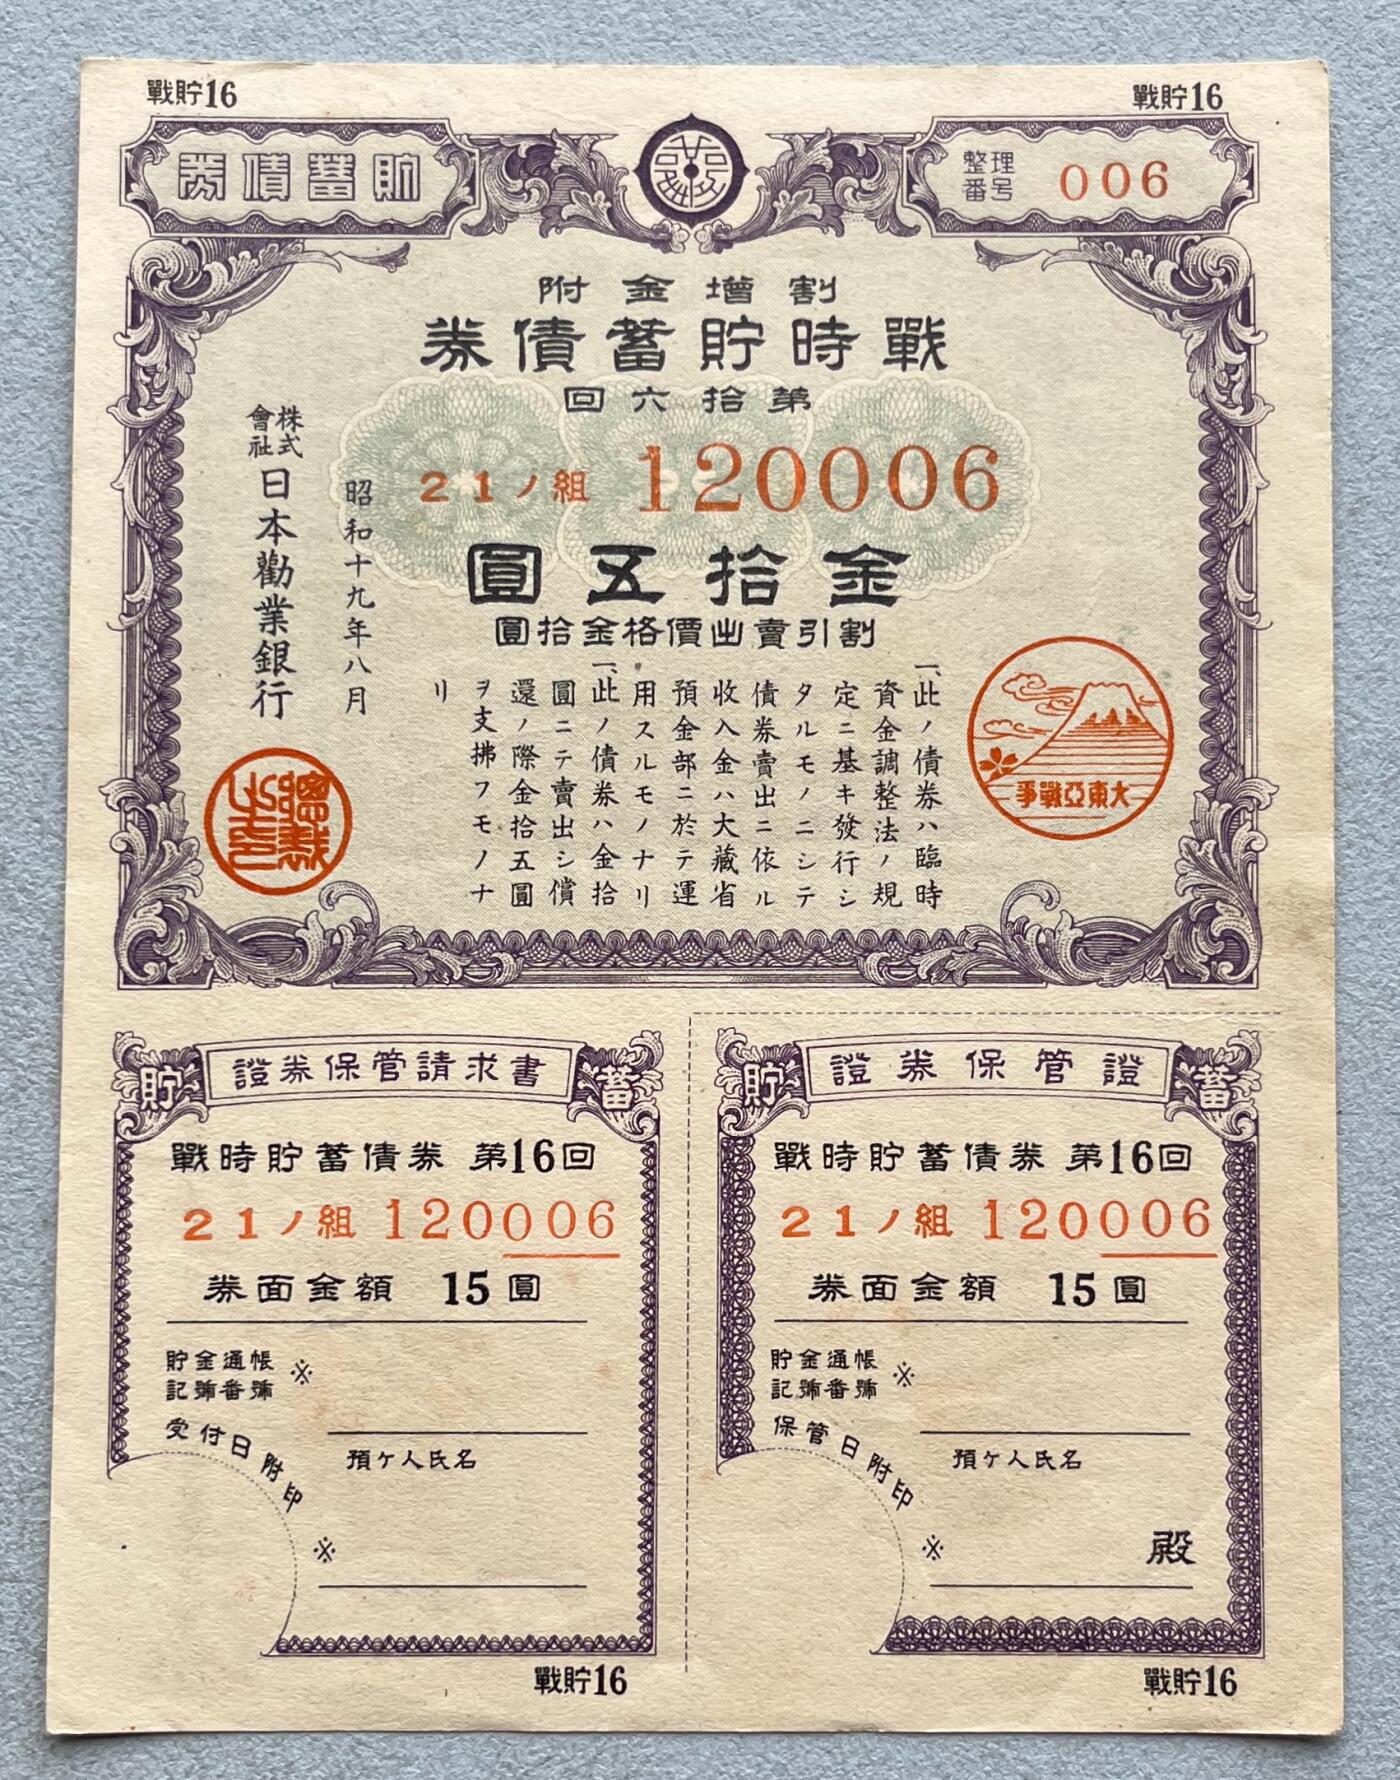 戰貯16
戰貯16
貯蓄債券
整理番号 006
割增金附
戰時貯蓄債券
第拾六回
21ノ組 120006
金拾五圓
割引賣出價格金拾圓
一、此ノ債券ハ臨時
資金調整法ノ規
定ニ基キ發行シ
タルモノニシテ
債券賣出ニ依ル
收入金ハ大藏省
預金部ニ於テ運
用スルモノナリ
一、此ノ債券ハ金拾
圓ニテ賣出シ償
還ノ際金拾五圓
ヲ支拂フモノナ
リ
昭和十九年八月
株式會社日本勸業銀行
總裁之印
大東亞戰爭
證券保管請求書
貯
蓄
戰時貯蓄債券 第16回
21ノ組 120006
券面金額 15圓
貯金通帳
記號番號 ※
受付日附印
預ケ人氏名
※
戰貯16
證券保管證
貯
蓄
戰時貯蓄債券 第16回
21ノ組 120006
券面金額 15圓
貯金通帳
記號番號 ※
保管日附印
預ケ人氏名
※
殿
戰貯16